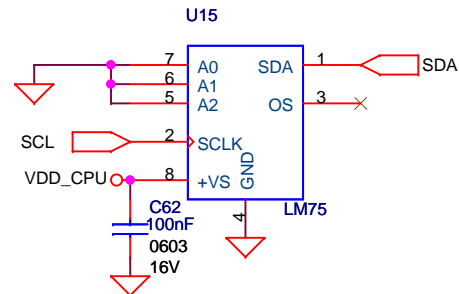 U15
7 A0 SDA 1 SDA
6 A1
5 A2 OS 3
SCL 2 SCLK
VDD_CPU 8 +VS GND
4 LM75
C62
100nF
0603
16V